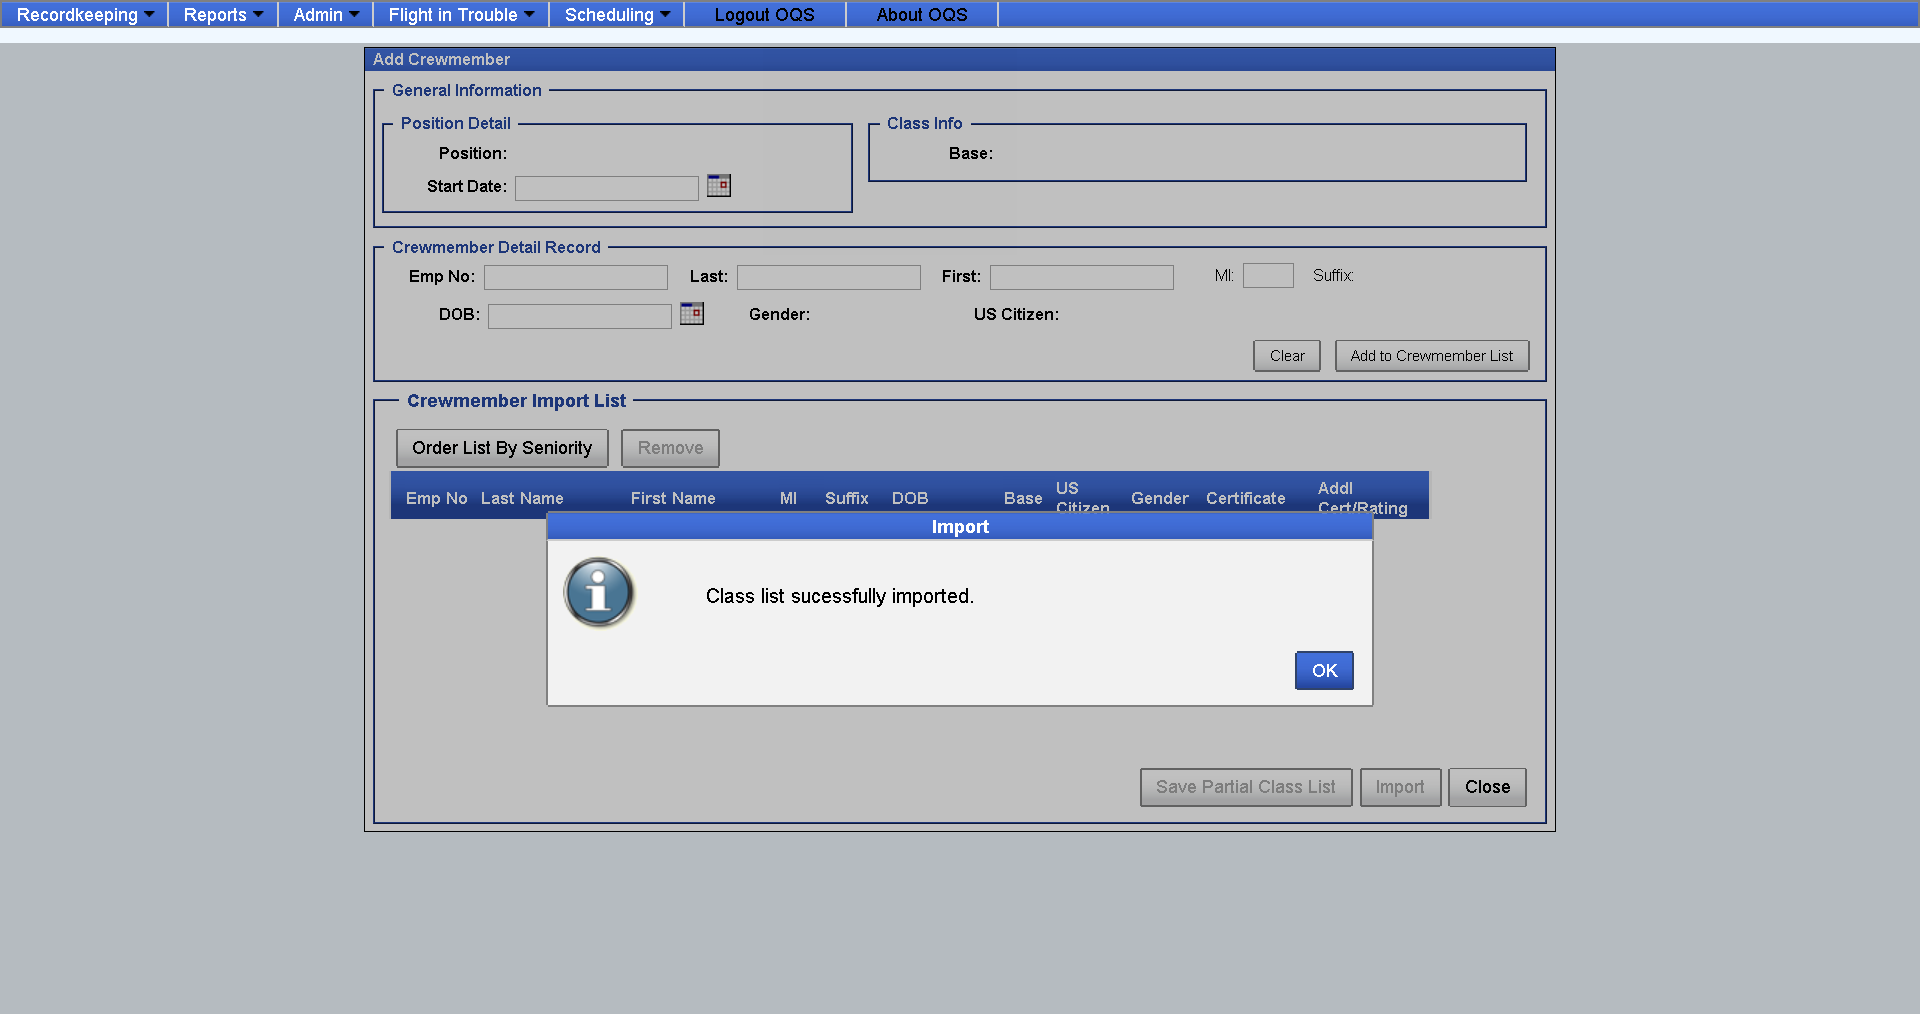 Recordkeeping Reports Admin Flight in Trouble Scheduling Logout OQS About OQS
Add Crewmember
General Information
Position Detail
Class Info
Position:
Base:
Start Date:
Crewmember Detail Record
Emp No: Last: First: MI: Suffix:
DOB: Gender: US Citizen:
Clear Add to Crewmember List
Crewmember Import List
Order List By Seniority Remove
Emp No Last Name First Name MI Suffix DOB Base US Citizen Gender Certificate Addl Cert/Rating
Import
Class list sucessfully imported.
OK
Save Partial Class List Import Close